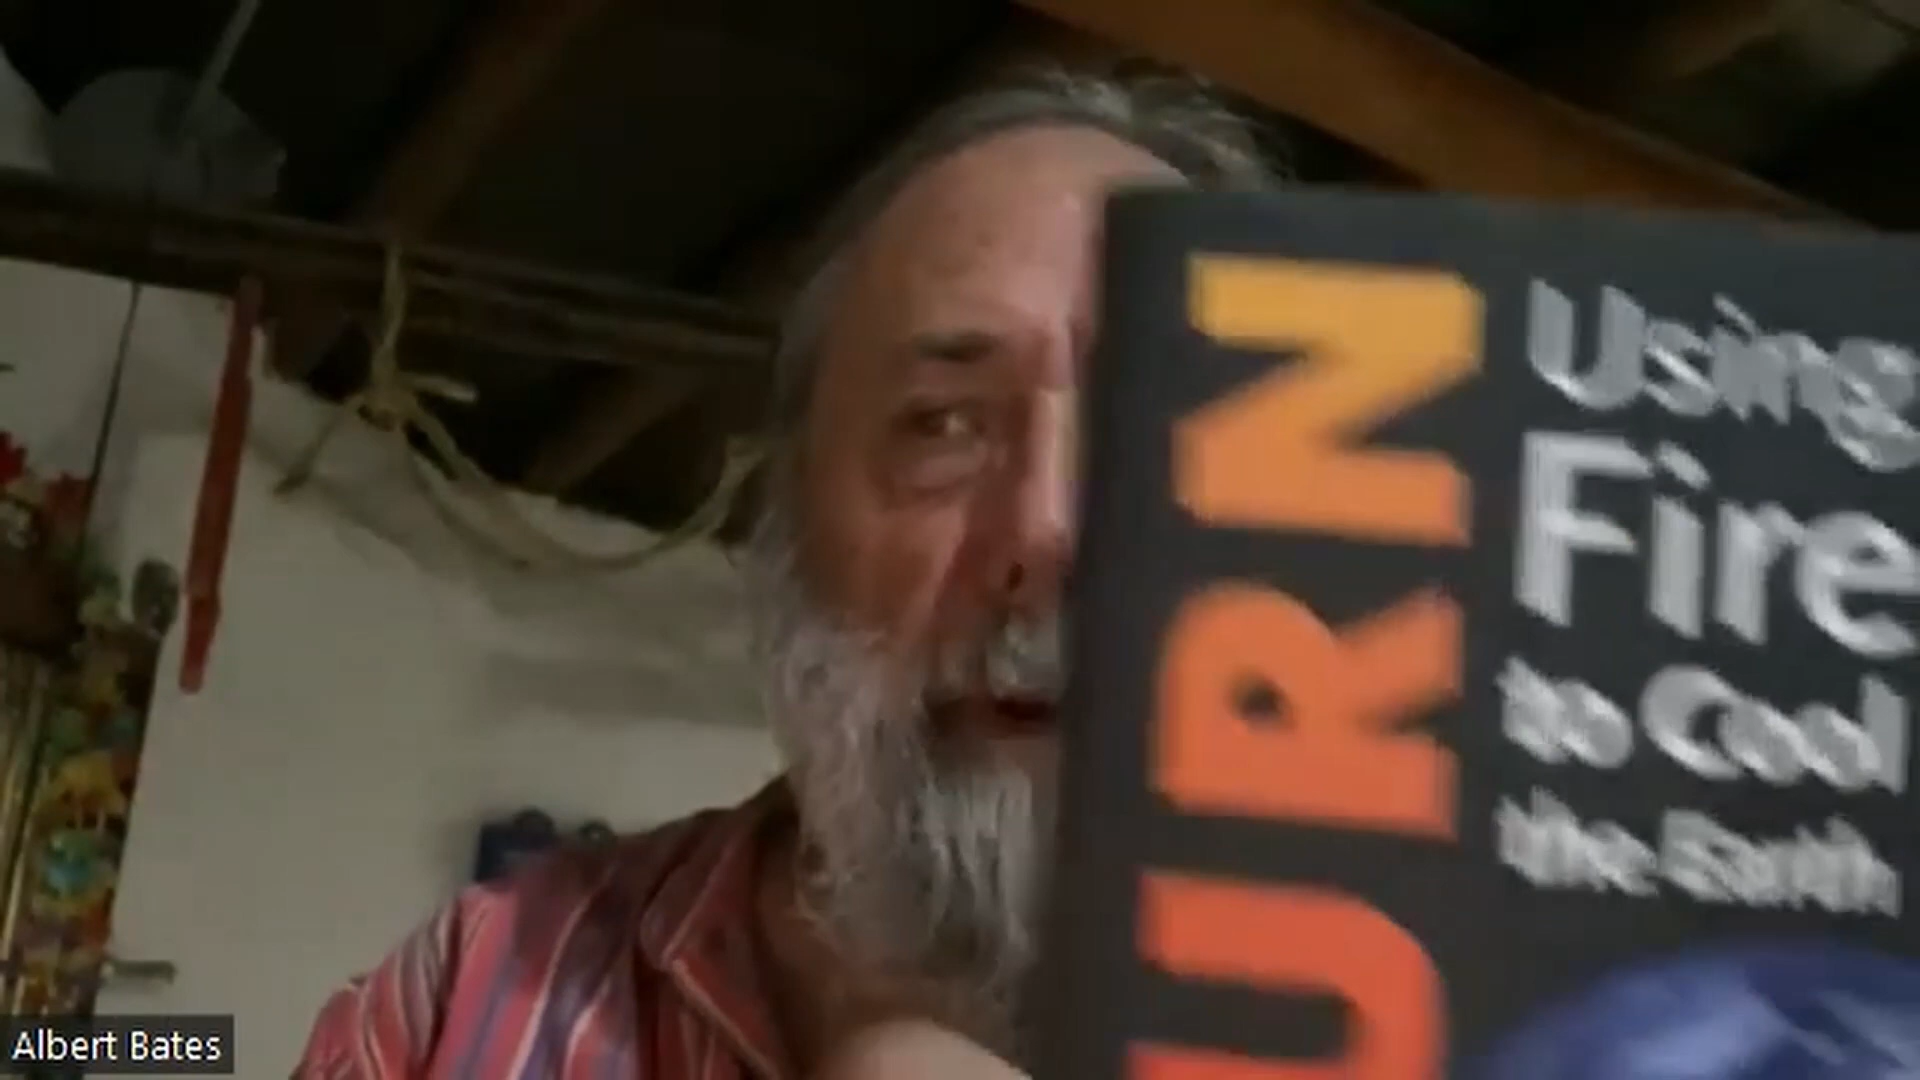 URN
Using
Fire
to Cool
the Earth
Albert Bates